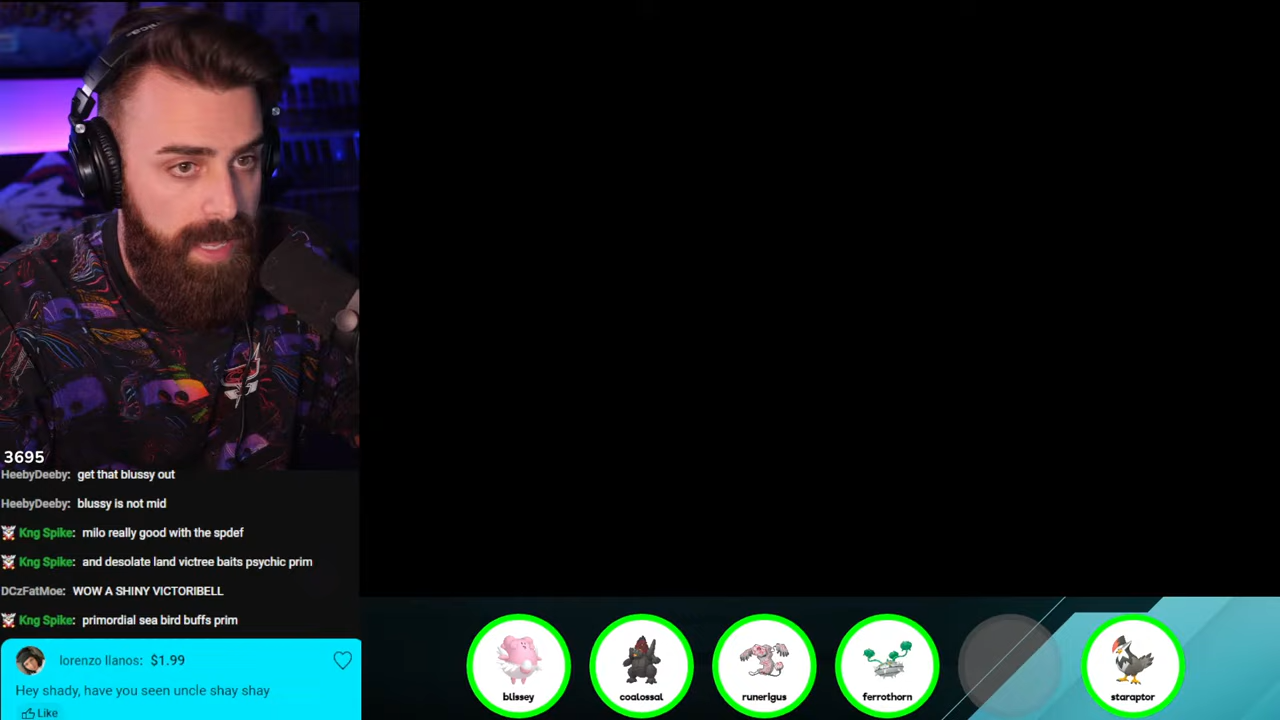 3695
HeebyDeeby: get that blussy out
HeebyDeeby: blussy is not mid
Kng Spike: milo really good with the spdef
Kng Spike: and desolate land victree baits psychic prim
DCzFatMoe: WOW A SHINY VICTORIBELL
Kng Spike: primordial sea bird buffs prim
lorenzo llanos: $1.99
Hey shady, have you seen uncle shay shay
Like
blissey
coalossal
runerigus
ferrothorn
staraptor